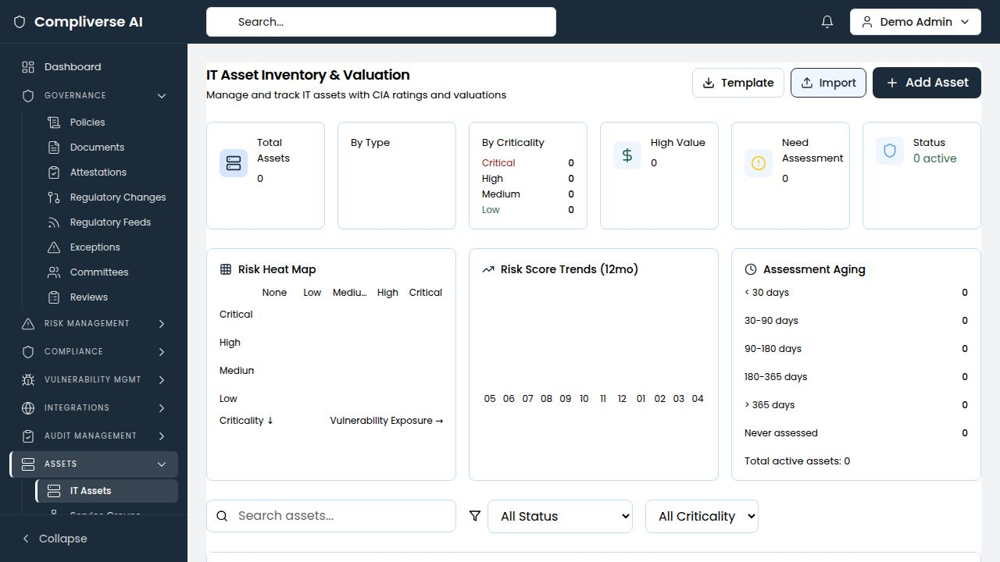 Compliverse AI
Search...
Demo Admin
Dashboard
GOVERNANCE
Policies
Documents
Attestations
Regulatory Changes
Regulatory Feeds
Exceptions
Committees
Reviews
RISK MANAGEMENT
COMPLIANCE
VULNERABILITY MGMT
INTEGRATIONS
AUDIT MANAGEMENT
ASSETS
IT Assets
Collapse
IT Asset Inventory & Valuation
Manage and track IT assets with CIA ratings and valuations
Template
Import
Add Asset
Total
Assets
0
By Type
By Criticality
Critical 0
High 0
Medium 0
Low 0
High Value
0
Need
Assessment
0
Status
0 active
Risk Heat Map
None Low Mediu... High Critical
Critical
High
Medium
Low
Criticality ↓ Vulnerability Exposure →
Risk Score Trends (12mo)
05 06 07 08 09 10 11 12 01 02 03 04
Assessment Aging
< 30 days 0
30-90 days 0
90-180 days 0
180-365 days 0
> 365 days 0
Never assessed 0
Total active assets: 0
Search assets...
All Status
All Criticality